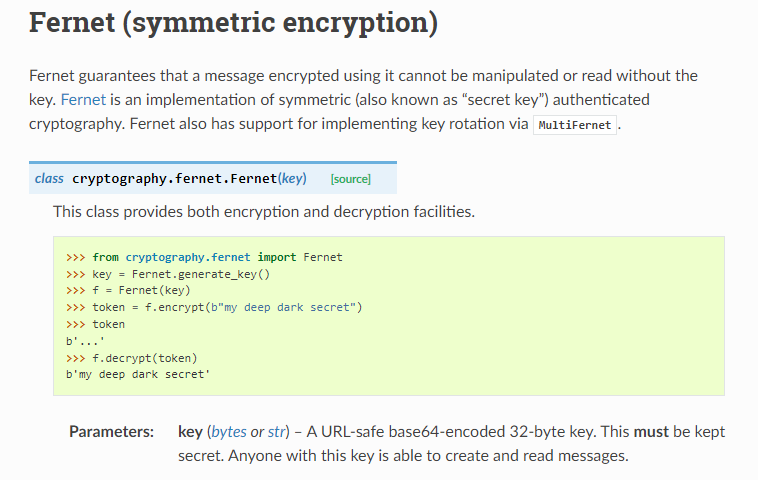 Fernet (symmetric encryption)
Fernet guarantees that a message encrypted using it cannot be manipulated or read without the
key. Fernet is an implementation of symmetric (also known as “secret key”) authenticated
cryptography. Fernet also has support for implementing key rotation via MultiFernet.
class cryptography.fernet.Fernet(key) [source]
This class provides both encryption and decryption facilities.
>>> from cryptography.fernet import Fernet
>>> key = Fernet.generate_key()
>>> f = Fernet(key)
>>> token = f.encrypt(b"my deep dark secret")
>>> token
b'...'
>>> f.decrypt(token)
b'my deep dark secret'
Parameters: key (bytes or str) – A URL-safe base64-encoded 32-byte key. This must be kept
secret. Anyone with this key is able to create and read messages.